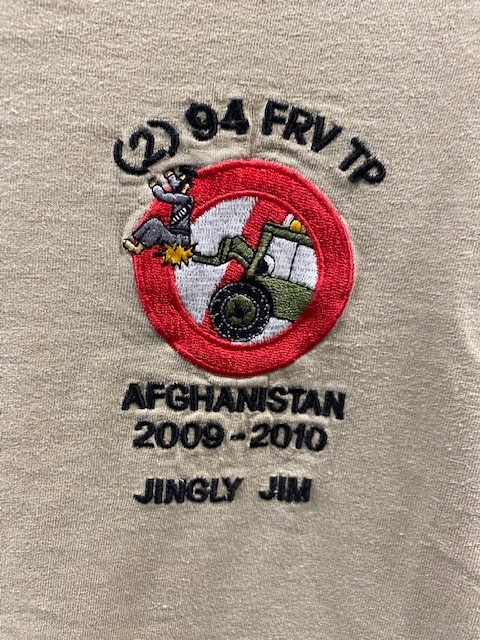 (2) 94 FRV TP
AFGHANISTAN
2009-2010
JINGLY JIM